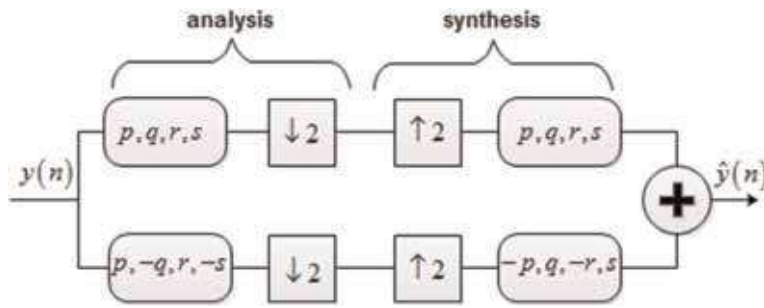 analysis synthesis
p,q,r,s ↓2 ↑2 p,q,r,s
y(n) + ŷ(n)
p,-q,r,-s ↓2 ↑2 -p,q,-r,s